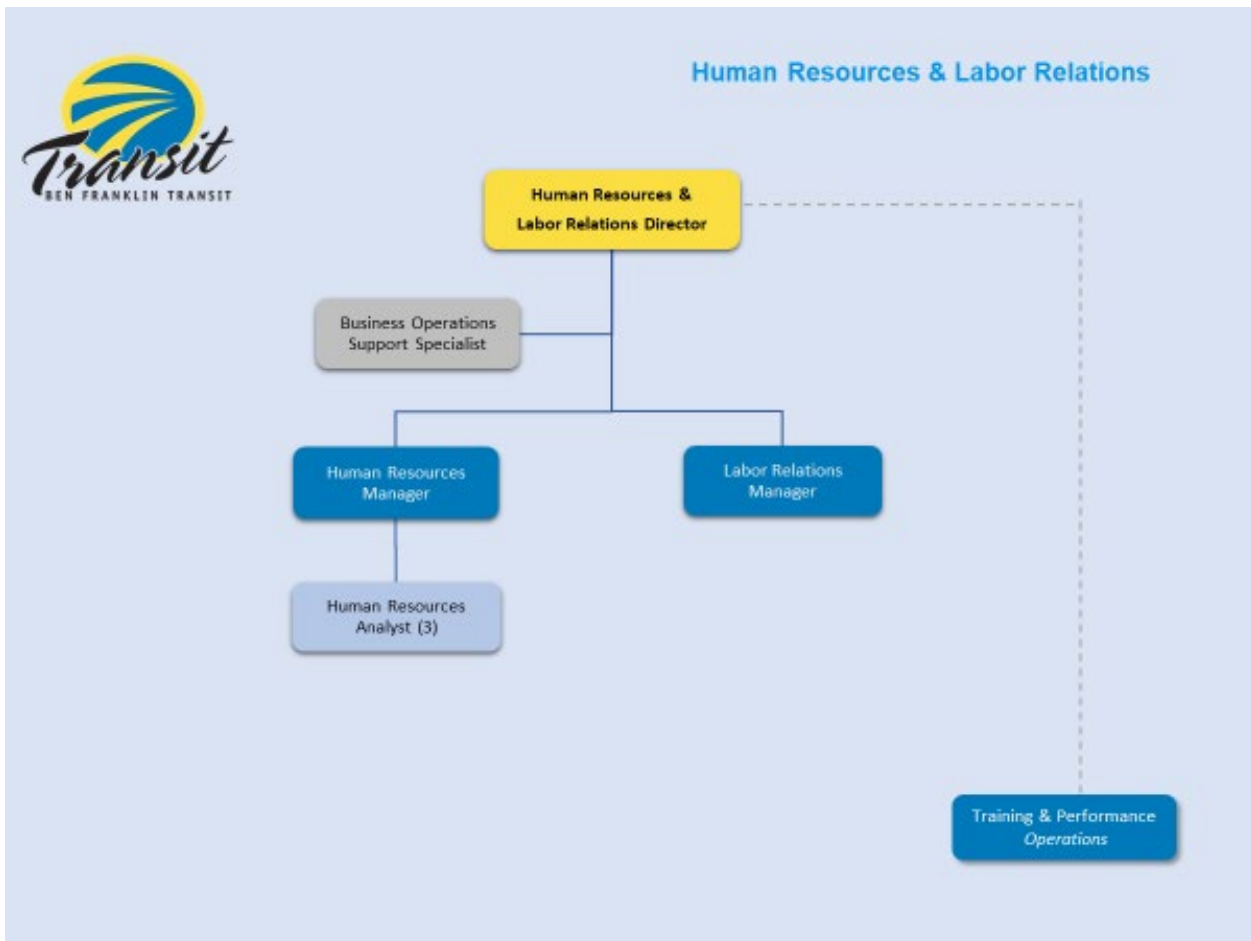 Human Resources & Labor Relations
Transit
BEN FRANKLIN TRANSIT
Human Resources &
Labor Relations Director
Business Operations
Support Specialist
Human Resources
Manager
Labor Relations
Manager
Human Resources
Analyst (3)
Training & Performance
Operations